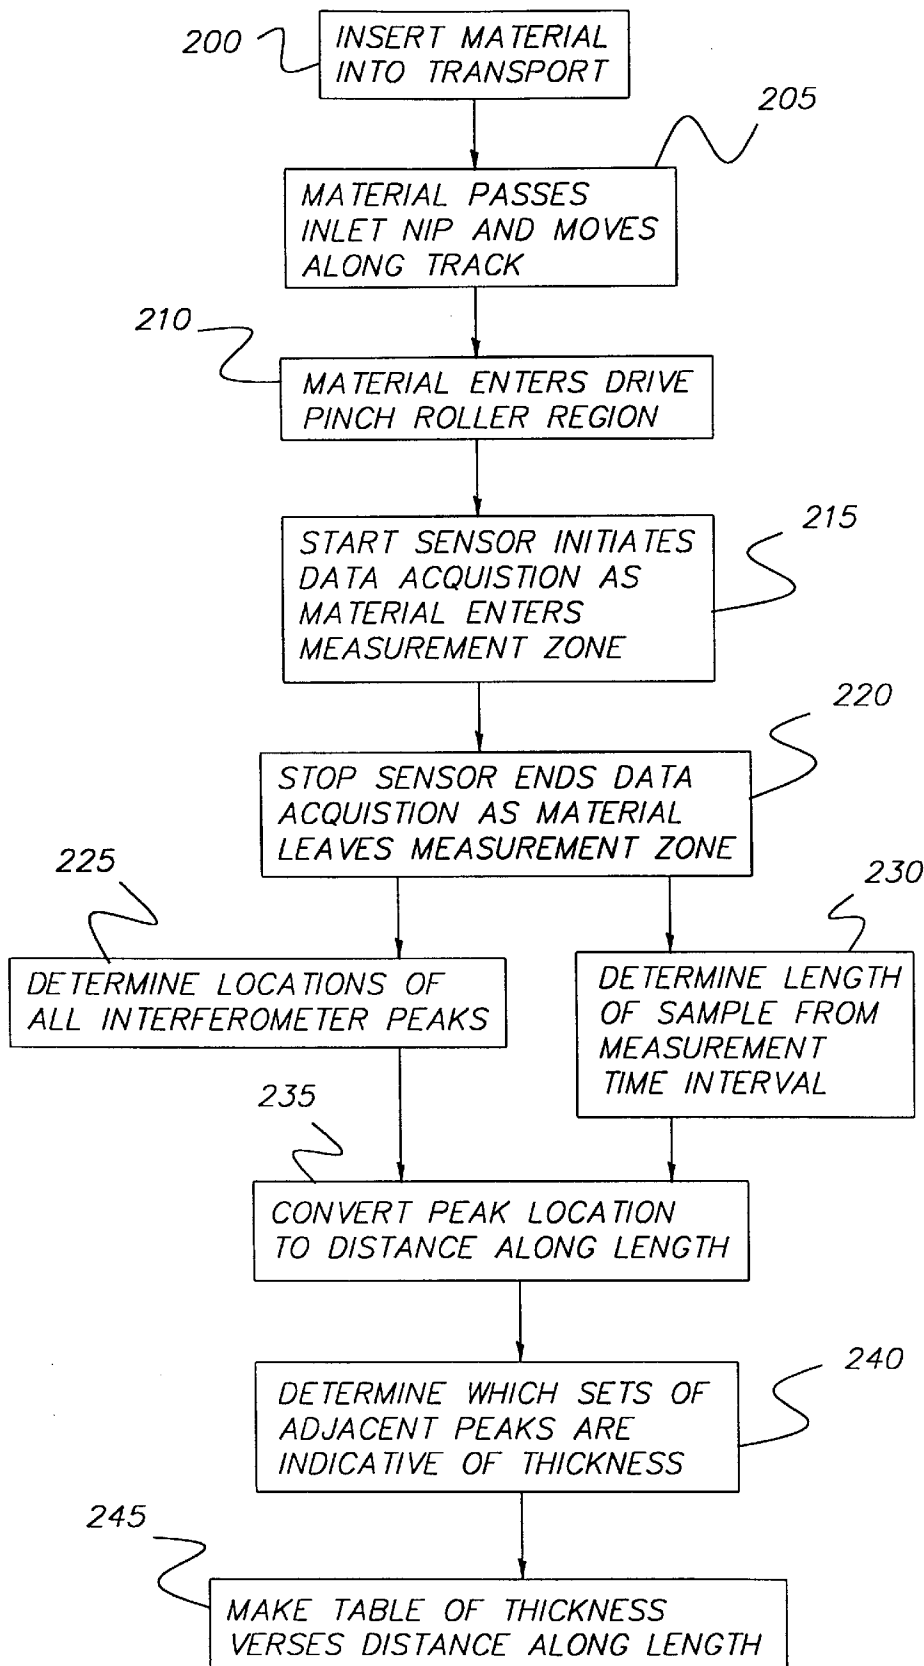 200
INSERT MATERIAL
INTO TRANSPORT
205
MATERIAL PASSES
INLET NIP AND MOVES
ALONG TRACK
210
MATERIAL ENTERS DRIVE
PINCH ROLLER REGION
215
START SENSOR INITIATES
DATA ACQUISTION AS
MATERIAL ENTERS
MEASUREMENT ZONE
220
STOP SENSOR ENDS DATA
ACQUISTION AS MATERIAL
LEAVES MEASUREMENT ZONE
225
DETERMINE LOCATIONS OF
ALL INTERFEROMETER PEAKS
230
DETERMINE LENGTH
OF SAMPLE FROM
MEASUREMENT
TIME INTERVAL
235
CONVERT PEAK LOCATION
TO DISTANCE ALONG LENGTH
240
DETERMINE WHICH SETS OF
ADJACENT PEAKS ARE
INDICATIVE OF THICKNESS
245
MAKE TABLE OF THICKNESS
VERSES DISTANCE ALONG LENGTH